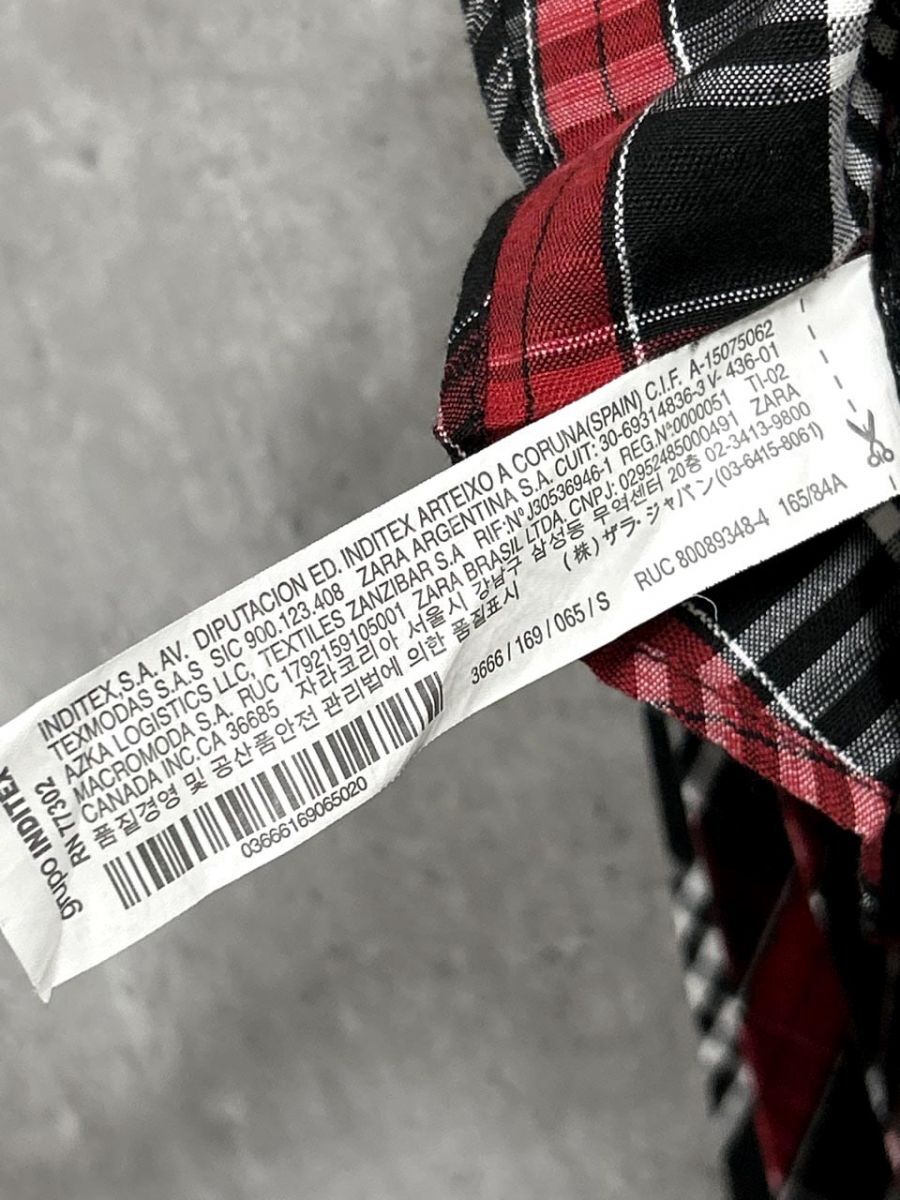 INDITEX,S.A. AV. DIPUTACION ED. INDITEX ARTEIXO A CORUNA(SPAIN) C.I.F. A-15075062
TEXMODAS S.A.S SIC 900.123.408 ZARA ARGENTINA S.A. CUIT: 30-69314836-3 V- 436-01
AZKA LOGISTICS LLC, TEXTILES ZANZIBAR S.A RIF:Nº J30536946-1 REG.Nº0000051 TI-02
MACROMODA S.A. RUC 1792159105001 ZARA BRASIL LTDA, CNPJ: 02952485000491 ZARA
CANADA INC.CA 36685 자라코리아 서울시 강남구 삼성동 무역센터 20층 02-3413-9800
품질경영 및 공산품안전 관리법에 의한 품질표시 (株) ザラ・ジャパン(03-6415-8061)
3666 / 169 / 065 / S RUC 80089348-4 165/84A
03666169065020
grupo INDITEX
RN 77302